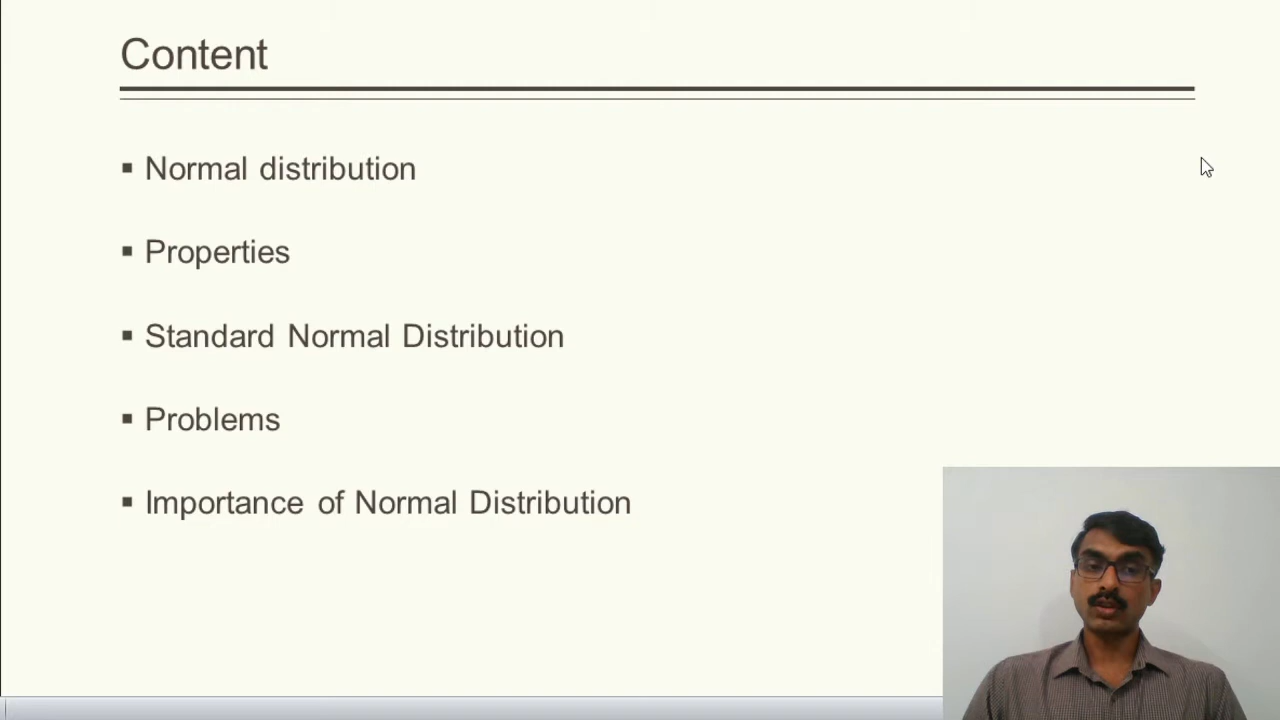 Content
▪ Normal distribution
▪ Properties
▪ Standard Normal Distribution
▪ Problems
▪ Importance of Normal Distribution